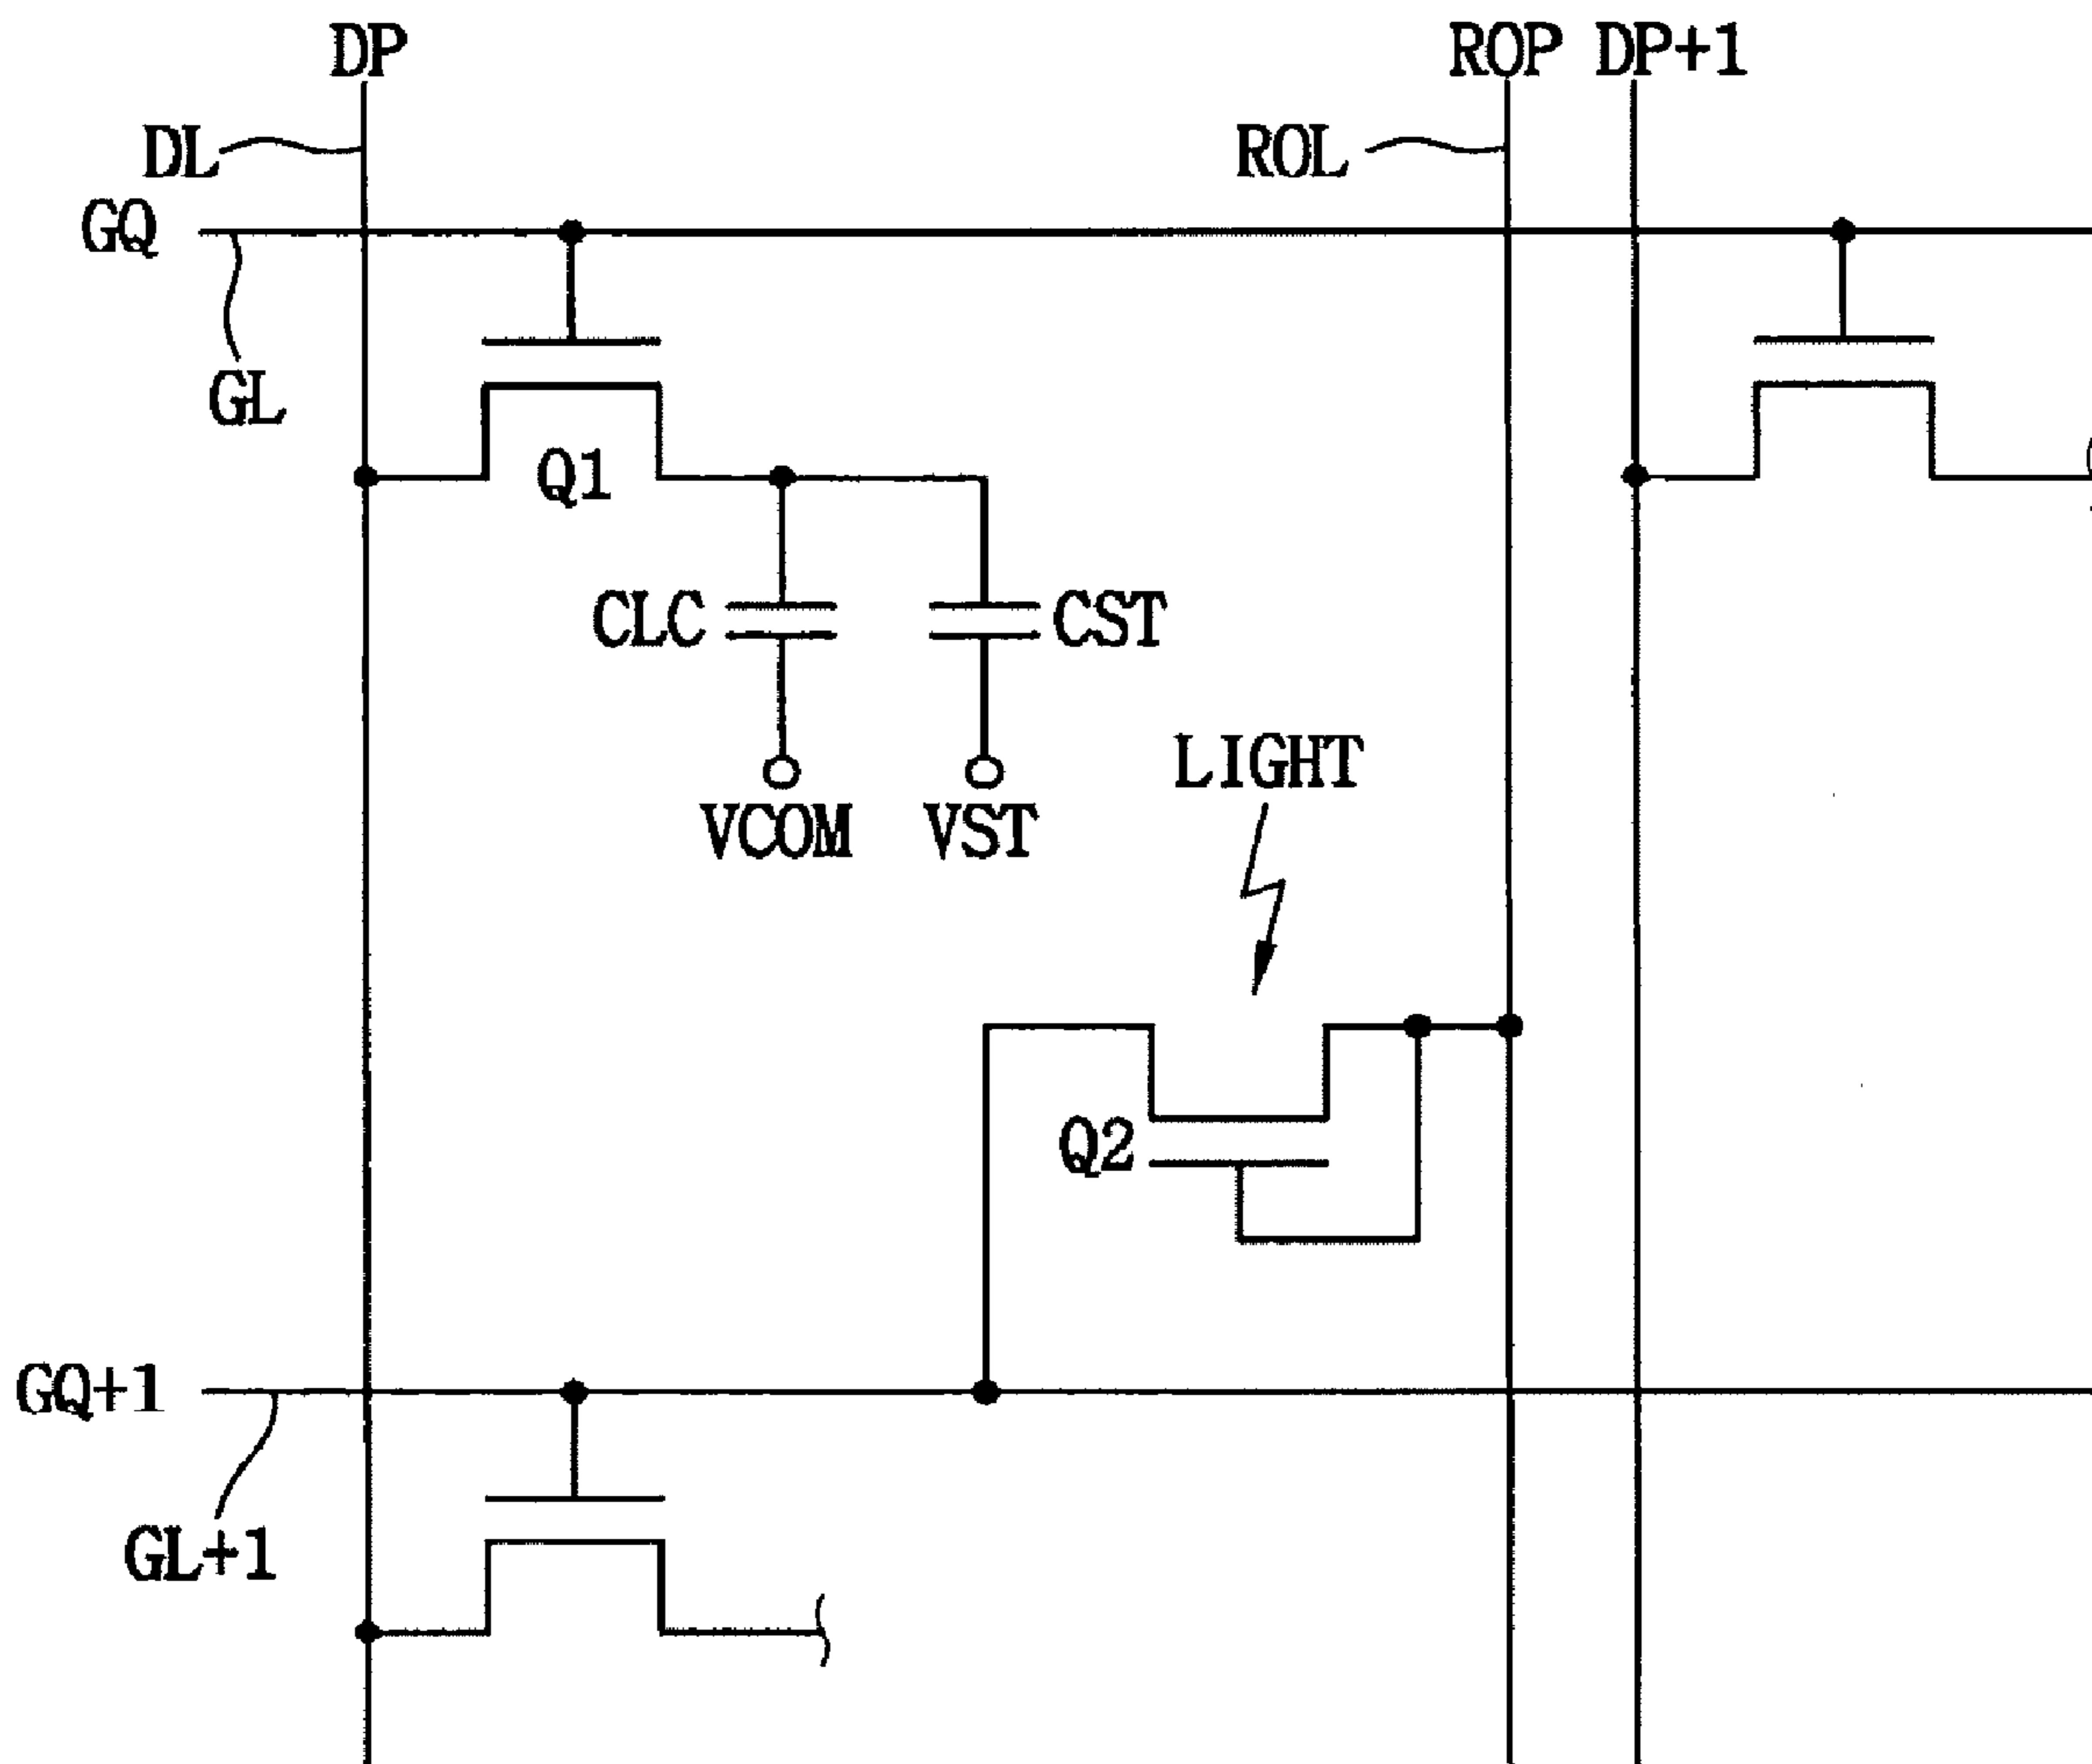 DP
ROP
DP+1
DL
ROL
GQ
GL
Q1
CLC
CST
LIGHT
VCOM
VST
Q2
GQ+1
GL+1